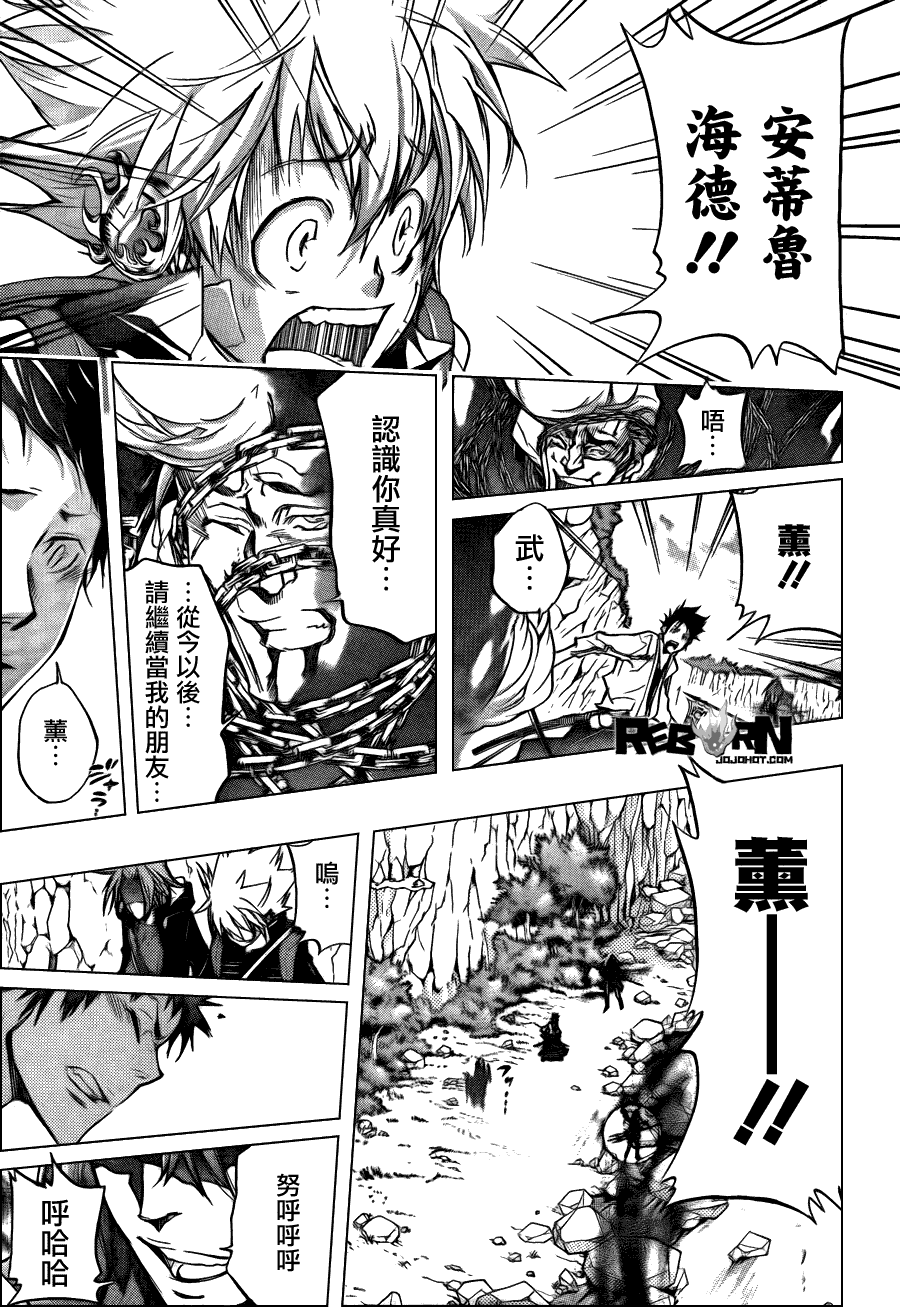 安蒂魯
海德!!
唔…
薰!!
武…
認識你真好…
…從今以後…
請繼續當我的朋友…
薰…
REBORN
JOJOHOT.COM
薰──!!
嗚…
努呼呼呼
呼哈哈